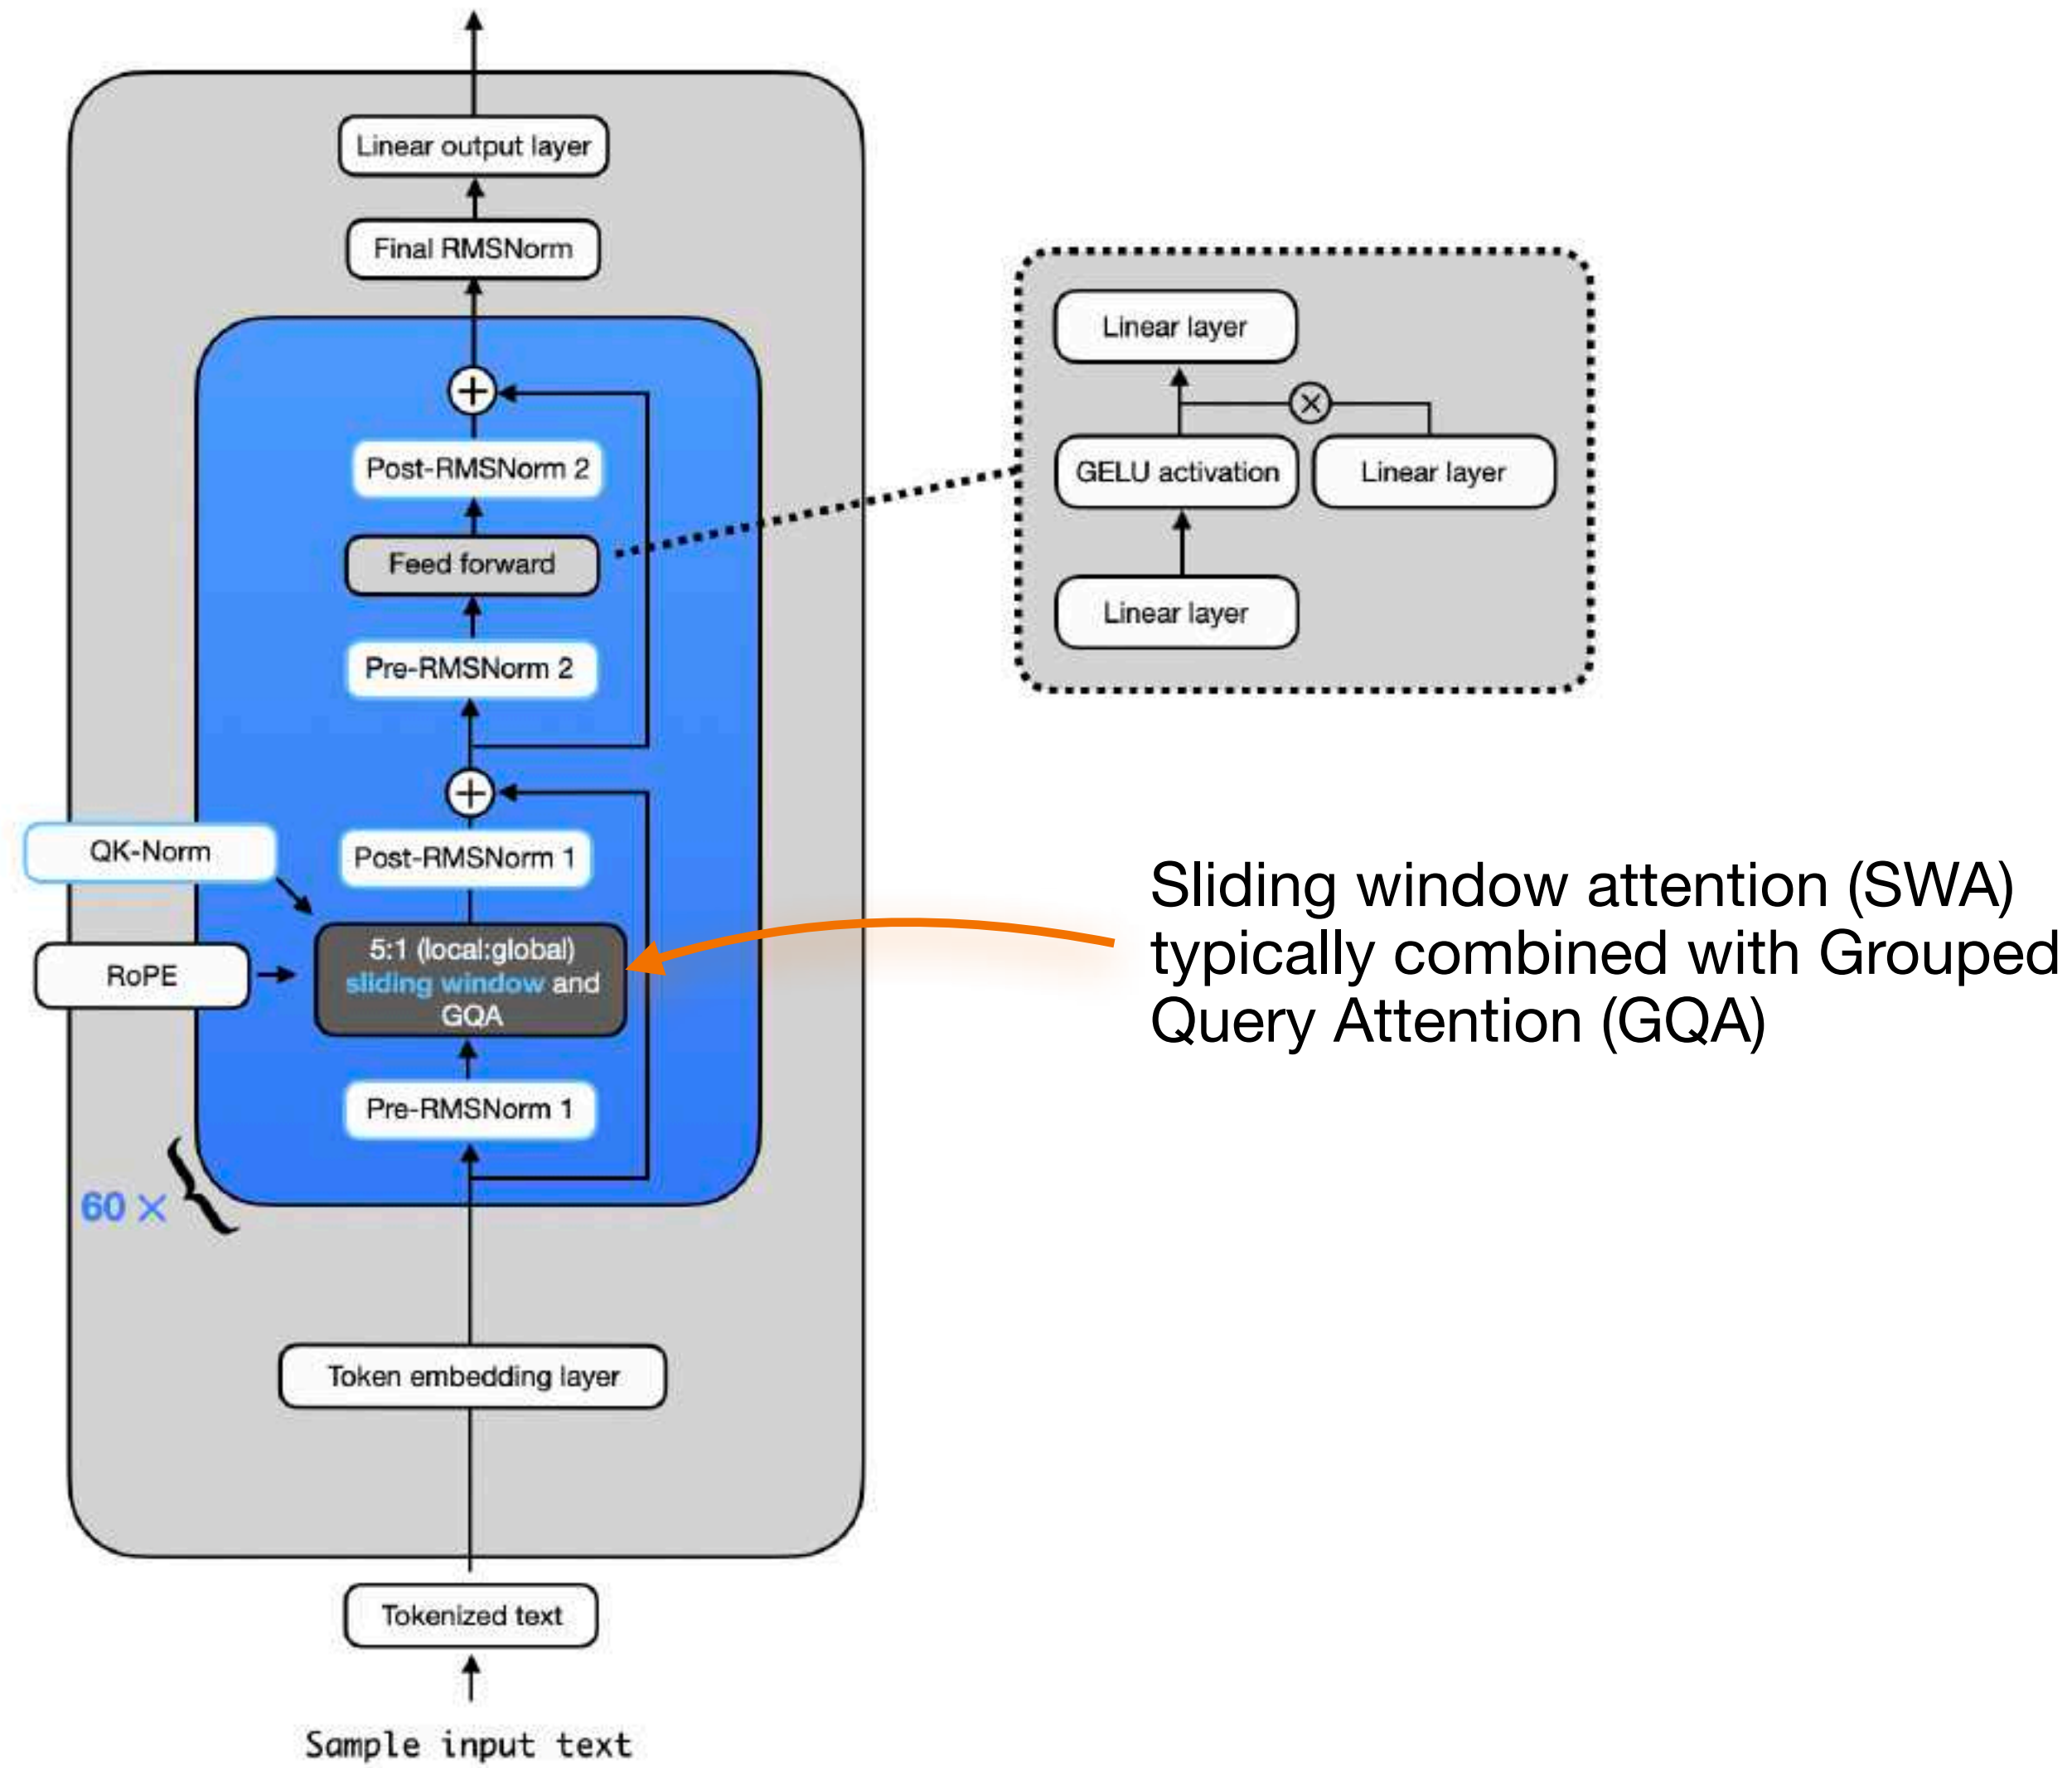 Linear output layer
Final RMSNorm
Post-RMSNorm 2
Feed forward
Pre-RMSNorm 2
Post-RMSNorm 1
QK-Norm
RoPE
5:1 (local:global)
sliding window and
GQA
Pre-RMSNorm 1
60 ×
Token embedding layer
Tokenized text
Sample input text
Linear layer
GELU activation
Linear layer
Linear layer
Sliding window attention (SWA)
typically combined with Grouped
Query Attention (GQA)